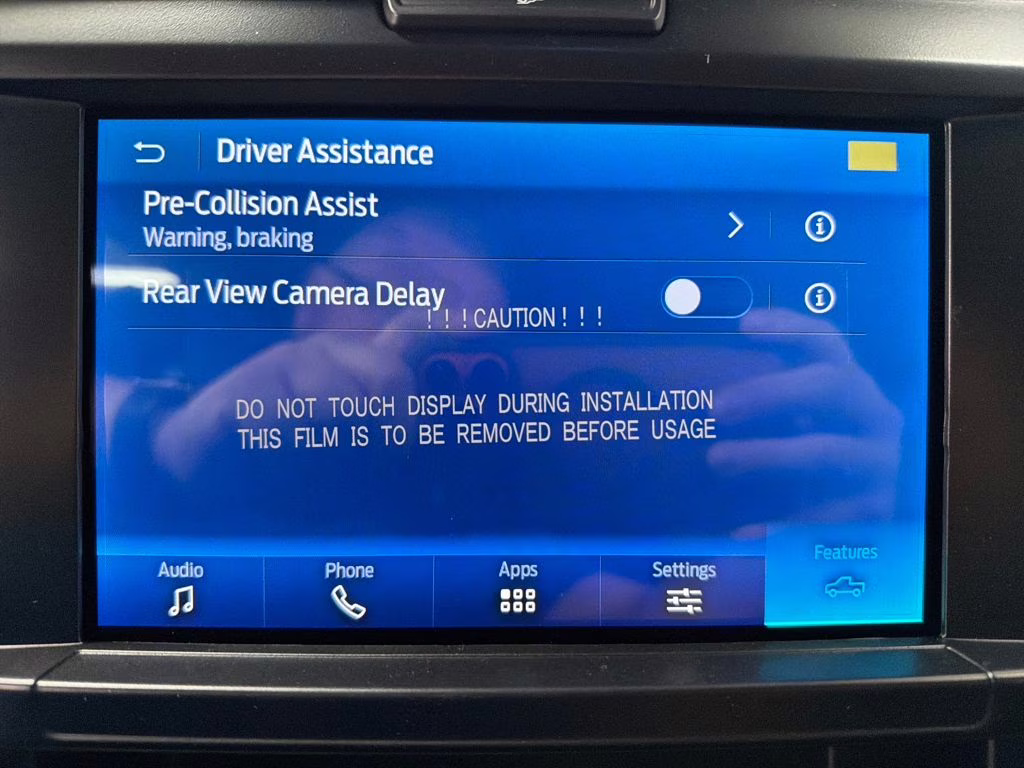 Driver Assistance
Pre-Collision Assist
Warning, braking
Rear View Camera Delay
! ! ! CAUTION ! ! !
DO NOT TOUCH DISPLAY DURING INSTALLATION
THIS FILM IS TO BE REMOVED BEFORE USAGE
Audio
Phone
Apps
Settings
Features